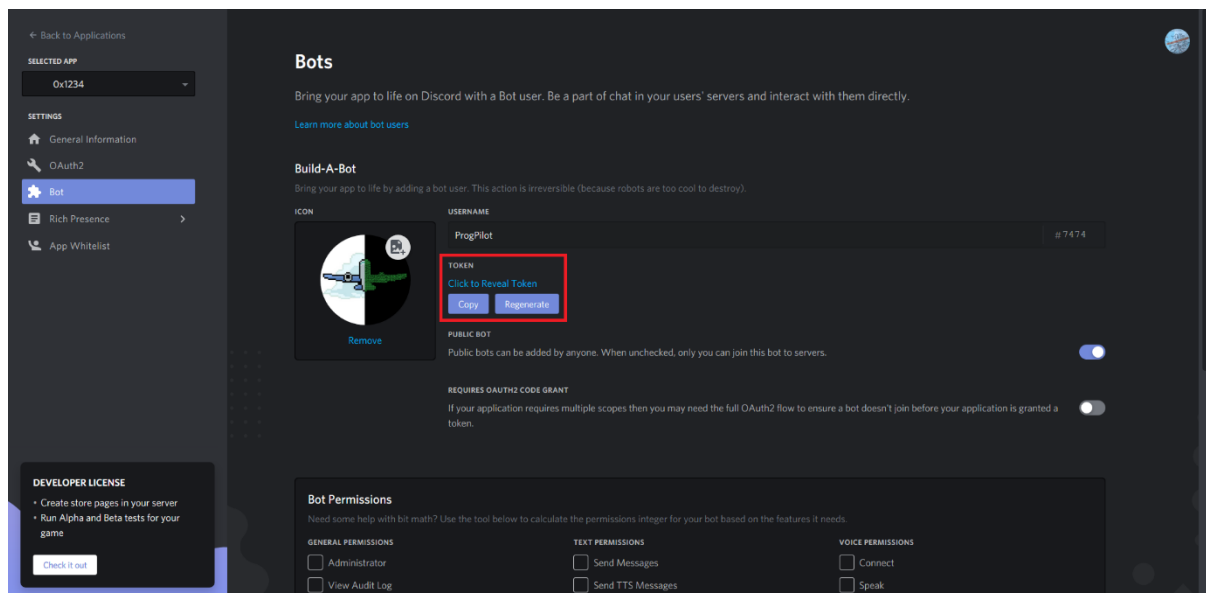 ← Back to Applications
SELECTED APP
0x1234
SETTINGS
General Information
OAuth2
Bot
Rich Presence
App Whitelist
DEVELOPER LICENSE
• Create store pages in your server
• Run Alpha and Beta tests for your
game
Check it out
Bots
Bring your app to life on Discord with a Bot user. Be a part of chat in your users' servers and interact with them directly.
Learn more about bot users
Build-A-Bot
Bring your app to life by adding a bot user. This action is irreversible (because robots are too cool to destroy).
ICON
Remove
USERNAME
ProgPilot #7474
TOKEN
Click to Reveal Token
Copy Regenerate
PUBLIC BOT
Public bots can be added by anyone. When unchecked, only you can join this bot to servers.
REQUIRES OAUTH2 CODE GRANT
If your application requires multiple scopes then you may need the full OAuth2 flow to ensure a bot doesn't join before your application is granted a
token.
Bot Permissions
Need some help with bit math? Use the tool below to calculate the permissions integer for your bot based on the features it needs.
GENERAL PERMISSIONS TEXT PERMISSIONS VOICE PERMISSIONS
Administrator Send Messages Connect
View Audit Log Send TTS Messages Speak